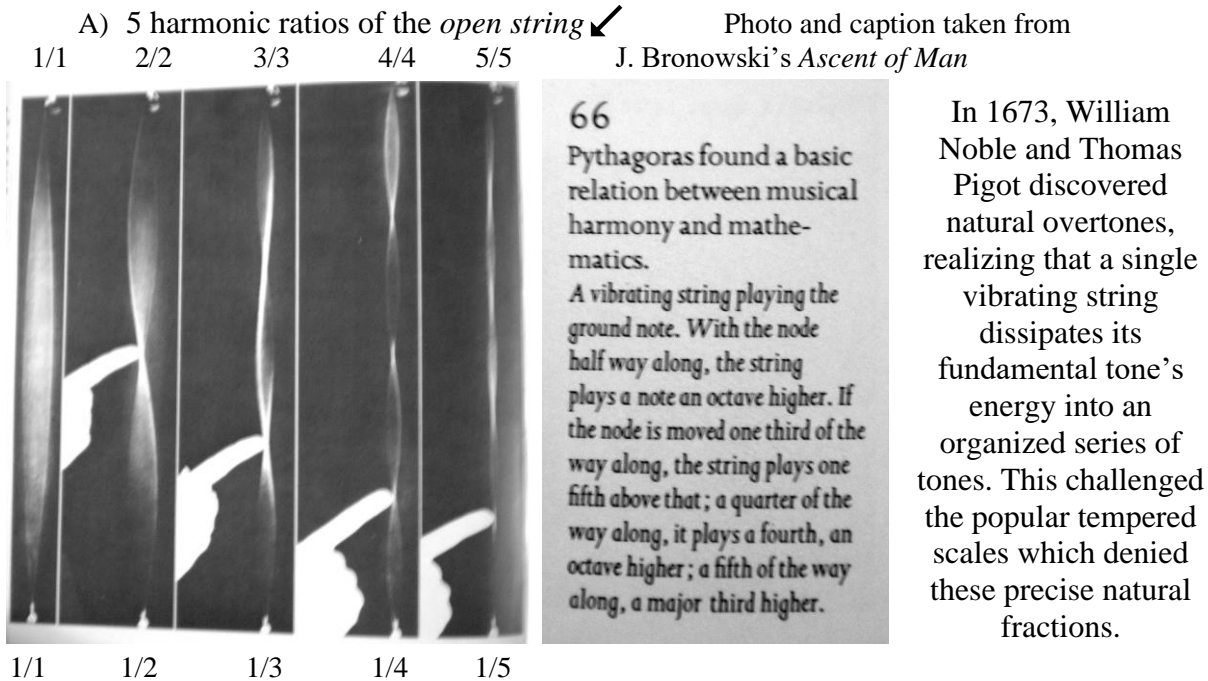 A) 5 harmonic ratios of the open string
Photo and caption taken from
J. Bronowski's Ascent of Man
1/1 2/2 3/3 4/4 5/5
66
Pythagoras found a basic
relation between musical
harmony and mathe-
matics.
A vibrating string playing the
ground note. With the node
half way along, the string
plays a note an octave higher. If
the node is moved one third of the
way along, the string plays one
fifth above that; a quarter of the
way along, it plays a fourth, an
octave higher; a fifth of the way
along, a major third higher.
In 1673, William
Noble and Thomas
Pigot discovered
natural overtones,
realizing that a single
vibrating string
dissipates its
fundamental tone's
energy into an
organized series of
tones. This challenged
the popular tempered
scales which denied
these precise natural
fractions.
1/1 1/2 1/3 1/4 1/5